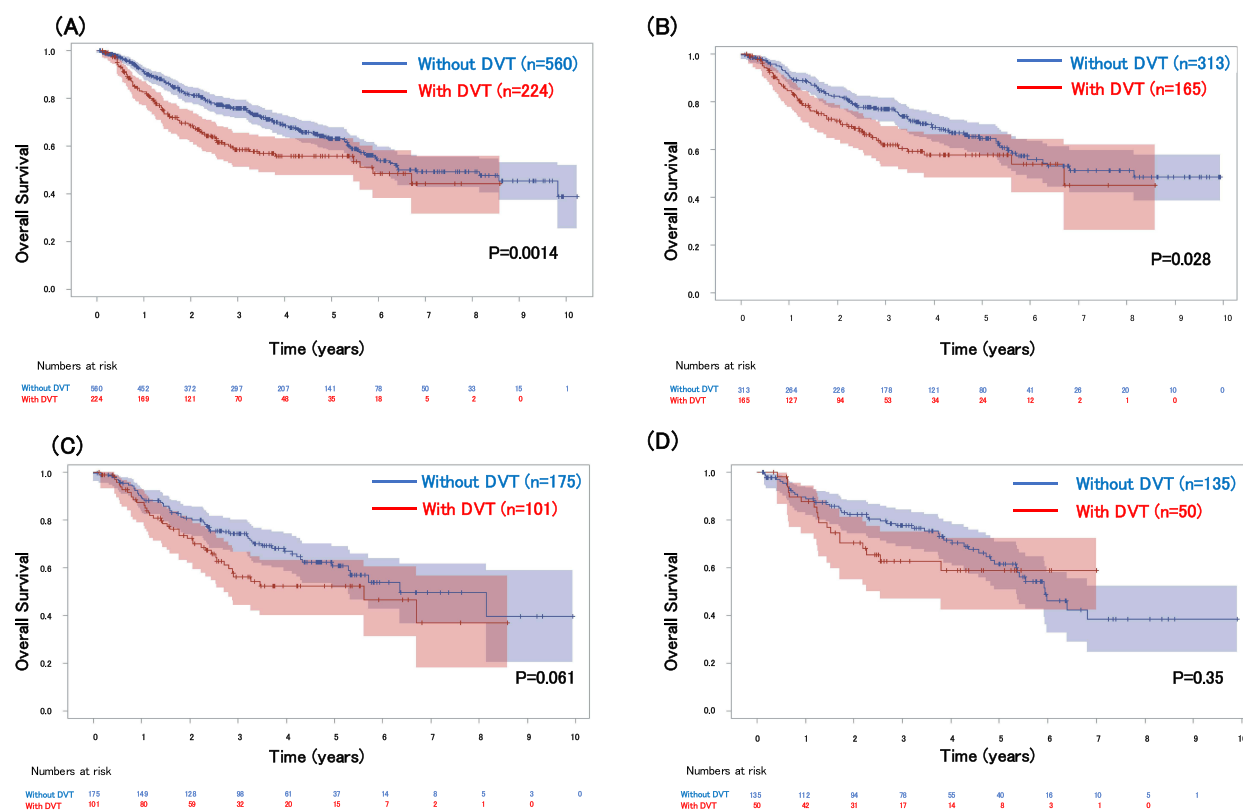 (A)
Overall Survival
1.0
0.8
0.6
0.4
0.2
0.0
Without DVT (n=560)
With DVT (n=224)
P=0.0014
0 1 2 3 4 5 6 7 8 9 10
Time (years)
Numbers at risk
Without DVT 560 452 372 297 207 141 78 50 33 15 1
With DVT 224 169 121 70 48 35 18 5 2 0
(B)
Overall Survival
1.0
0.8
0.6
0.4
0.2
0.0
Without DVT (n=313)
With DVT (n=165)
P=0.028
0 1 2 3 4 5 6 7 8 9 10
Time (years)
Numbers at risk
Without DVT 313 264 226 178 121 80 41 26 20 10 0
With DVT 165 127 94 53 34 24 12 2 1 0
(C)
Overall Survival
1.0
0.8
0.6
0.4
0.2
0.0
Without DVT (n=175)
With DVT (n=101)
P=0.061
0 1 2 3 4 5 6 7 8 9 10
Time (years)
Numbers at risk
Without DVT 175 149 128 98 61 37 14 8 5 3 0
With DVT 101 80 59 32 20 15 7 2 1 0
(D)
Overall Survival
1.0
0.8
0.6
0.4
0.2
0.0
Without DVT (n=135)
With DVT (n=50)
P=0.35
0 1 2 3 4 5 6 7 8 9 10
Time (years)
Numbers at risk
Without DVT 135 112 94 78 55 40 16 10 5 1
With DVT 50 42 31 17 14 8 3 1 0